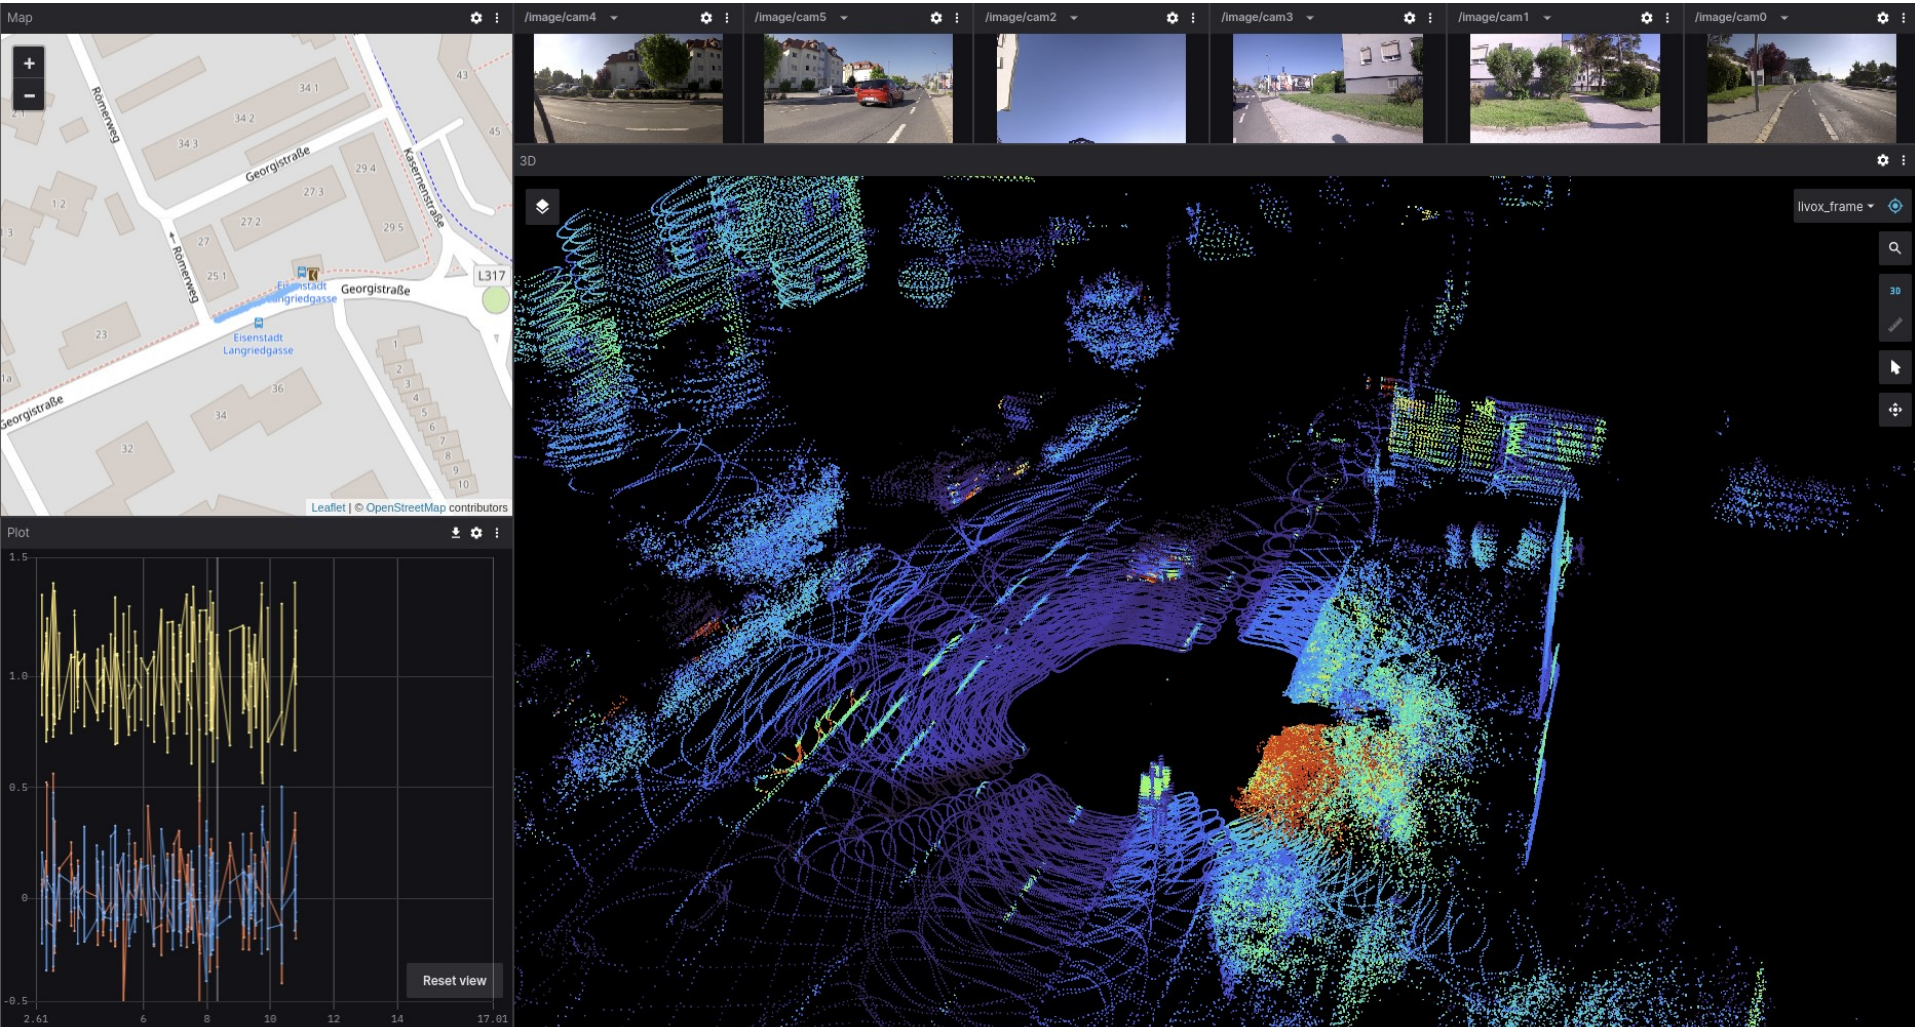 Map
/image/cam4
/image/cam5
/image/cam2
/image/cam3
/image/cam1
/image/cam0
+
−
Römerweg
34 1
34 2
34 3
43
45
Georgistraße
Kasernenstraße
29 4
27 3
27 2
29 5
27
25 1
1 2
Römerweg
L317
Eisenstadt
Langriedgasse
Georgistraße
Eisenstadt
Langriedgasse
23
1a
36
34
32
Georgistraße
1
2
3
4
5
6
7
8
9
10
Leaflet | © OpenStreetMap contributors
3D
livox_frame
3D
Plot
1.5
1.0
0.5
0
-0.5
2.61
6
8
10
12
14
17.01
Reset view